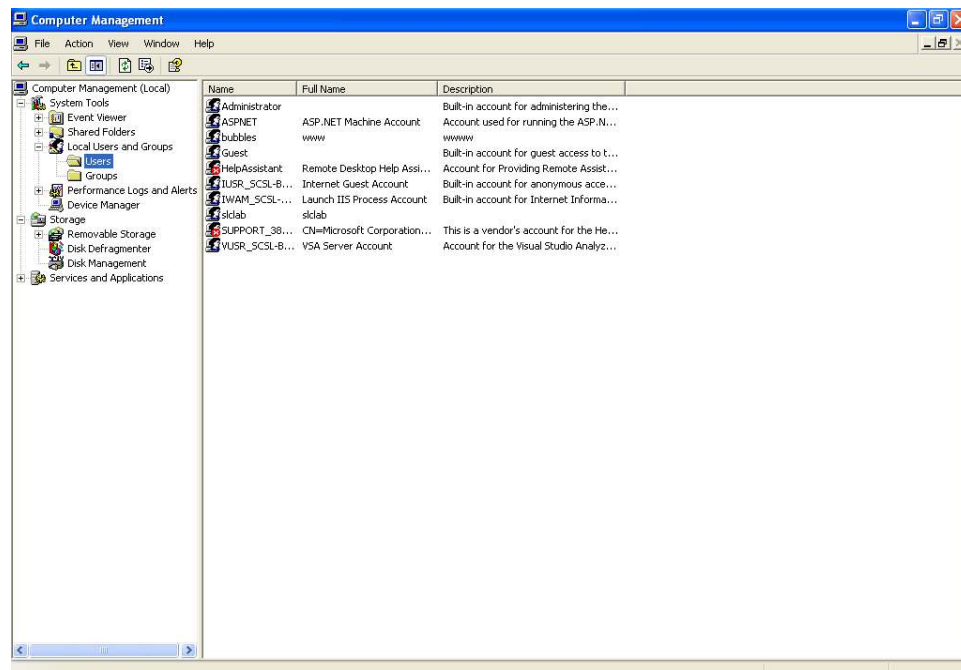 Computer Management
File Action View Window Help
Computer Management (Local)
System Tools
Event Viewer
Shared Folders
Local Users and Groups
Users
Groups
Performance Logs and Alerts
Device Manager
Storage
Removable Storage
Disk Defragmenter
Disk Management
Services and Applications
Name Full Name Description
Administrator Built-in account for administering the...
ASPNET ASP.NET Machine Account Account used for running the ASP.N...
bubbles www wwww
Guest Built-in account for guest access to t...
HelpAssistant Remote Desktop Help Assi... Account for Providing Remote Assist...
IUSR_SCSL-B... Internet Guest Account Built-in account for anonymous acce...
IWAM_SCSL-... Launch IIS Process Account Built-in account for Internet Informa...
slclab slclab
SUPPORT_38... CN=Microsoft Corporation... This is a vendor's account for the He...
VUSR_SCSL-B... VSA Server Account Account for the Visual Studio Analyz...